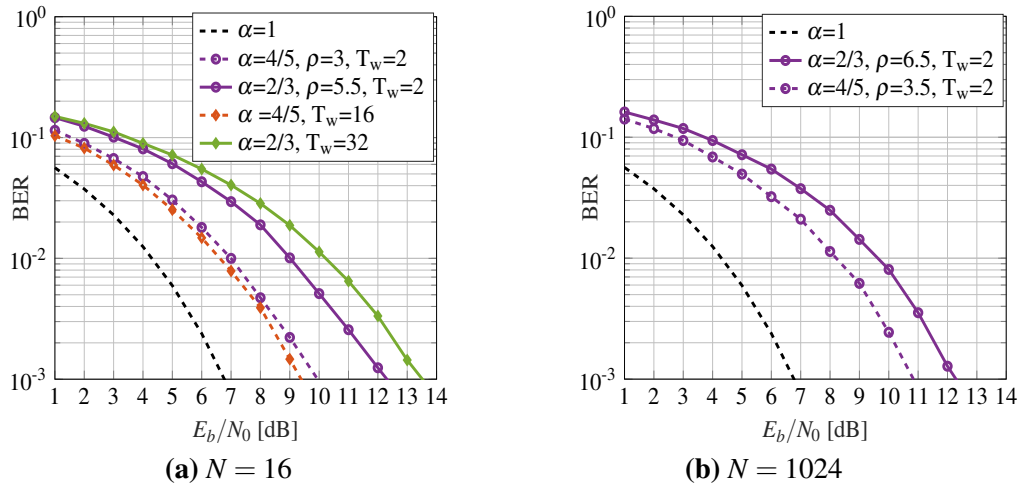 10^0
10^-1
10^-2
10^-3
BER
α=1
α=4/5, ρ=3, T_w=2
α=2/3, ρ=5.5, T_w=2
α =4/5, T_w=16
α=2/3, T_w=32
1 2 3 4 5 6 7 8 9 10 11 12 13 14
E_b/N_0 [dB]
(a) N = 16
10^0
10^-1
10^-2
10^-3
BER
α=1
α=2/3, ρ=6.5, T_w=2
α=4/5, ρ=3.5, T_w=2
1 2 3 4 5 6 7 8 9 10 11 12 13 14
E_b/N_0 [dB]
(b) N = 1024